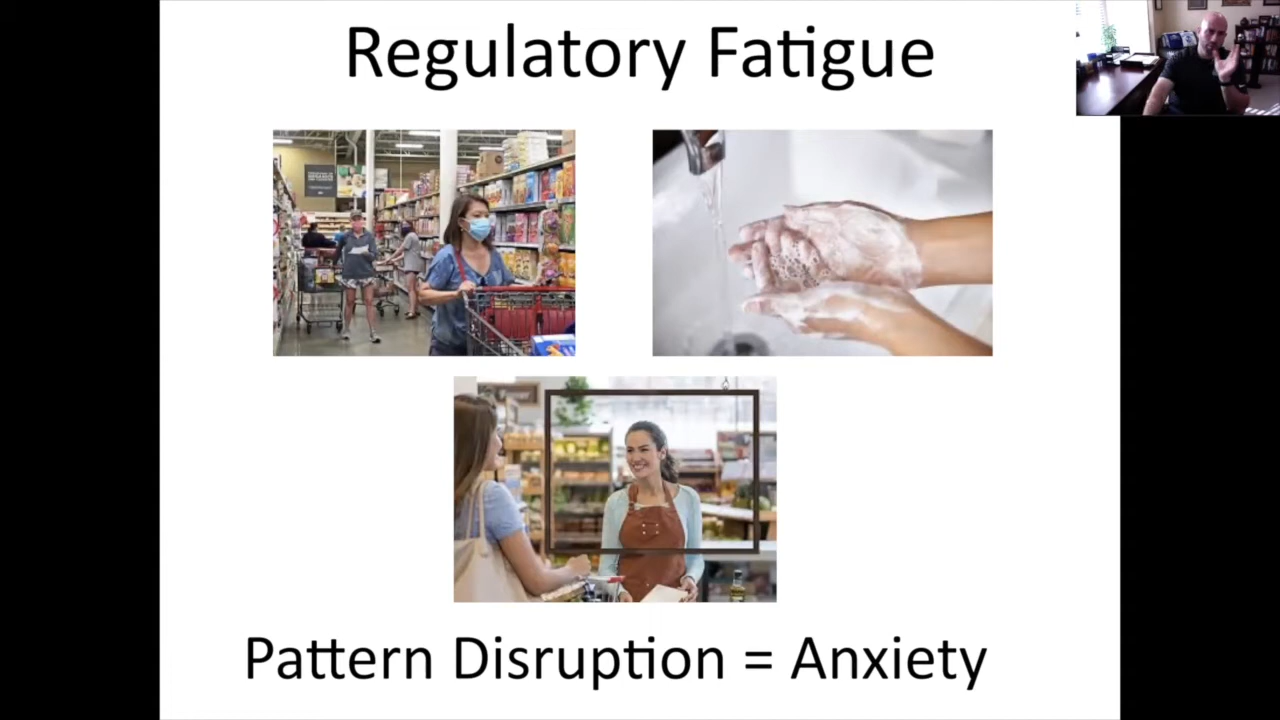 Regulatory Fatigue
Pattern Disruption = Anxiety